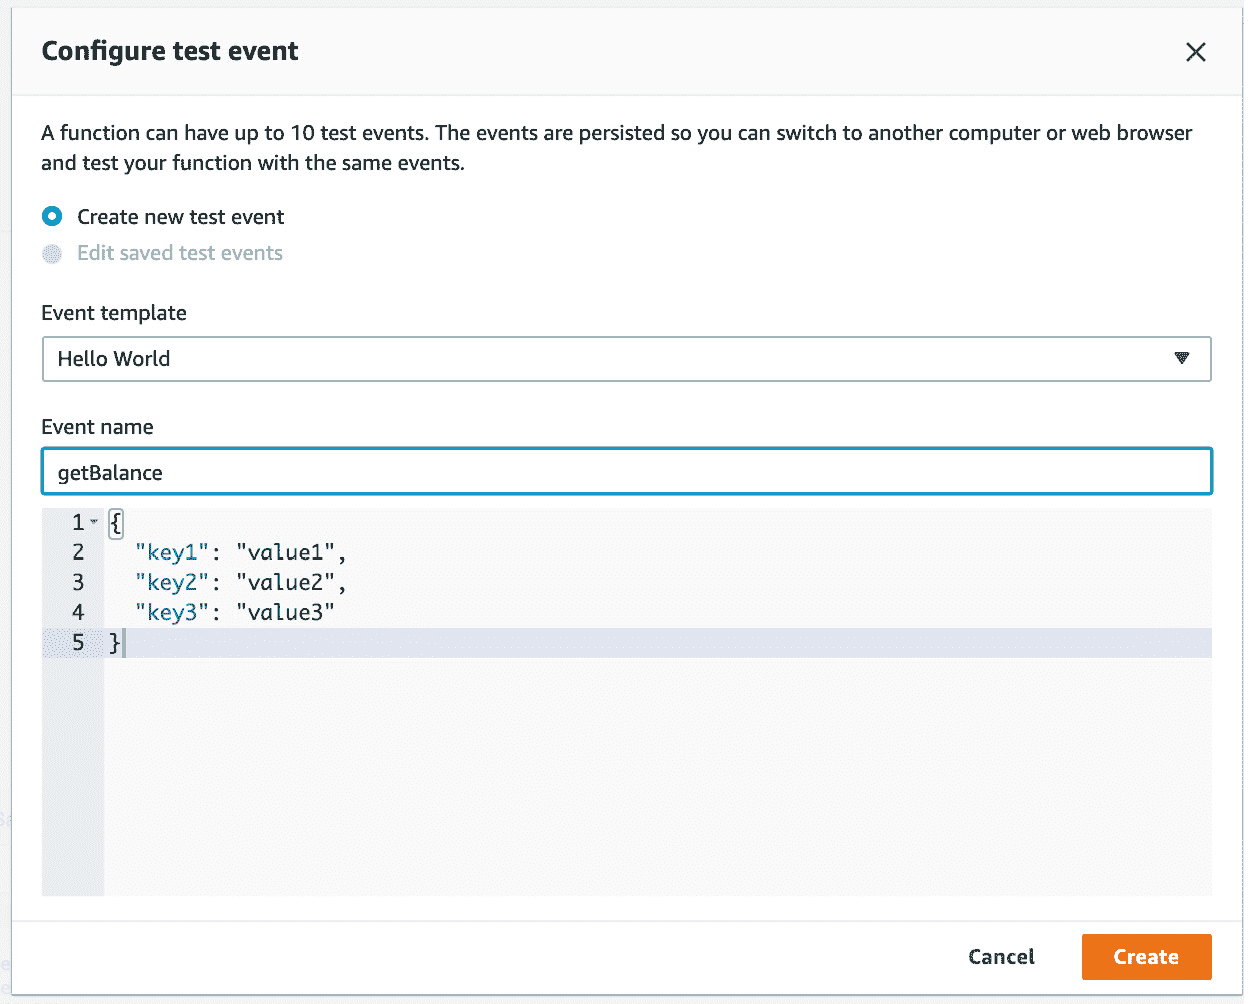 Configure test event
A function can have up to 10 test events. The events are persisted so you can switch to another computer or web browser
and test your function with the same events.
Create new test event
Edit saved test events
Event template
Hello World
Event name
getBalance
1 {
2 "key1": "value1",
3 "key2": "value2",
4 "key3": "value3"
5 }
Cancel Create